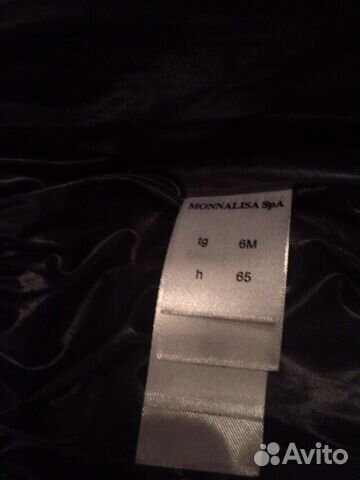 MONNALISA SpA
tg 6M
h 65
Avito